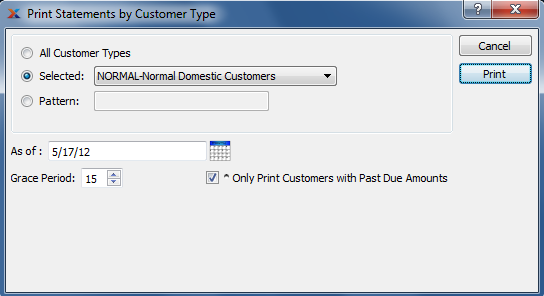 Print Statements by Customer Type
?
X
All Customer Types
Cancel
Selected: NORMAL-Normal Domestic Customers
Print
Pattern:
As of : 5/17/12
Grace Period: 15 ^ Only Print Customers with Past Due Amounts